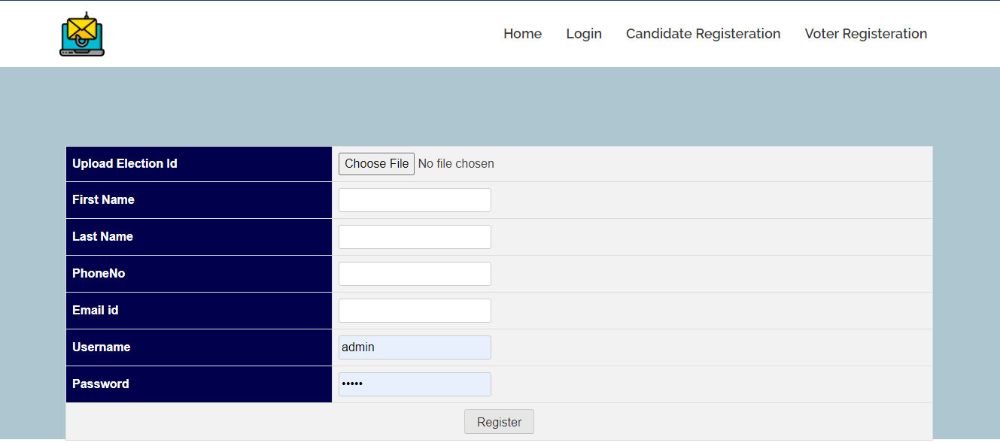 Home Login Candidate Registeration Voter Registeration
Upload Election Id Choose File No file chosen
First Name
Last Name
PhoneNo
Email id
Username admin
Password •••••
Register